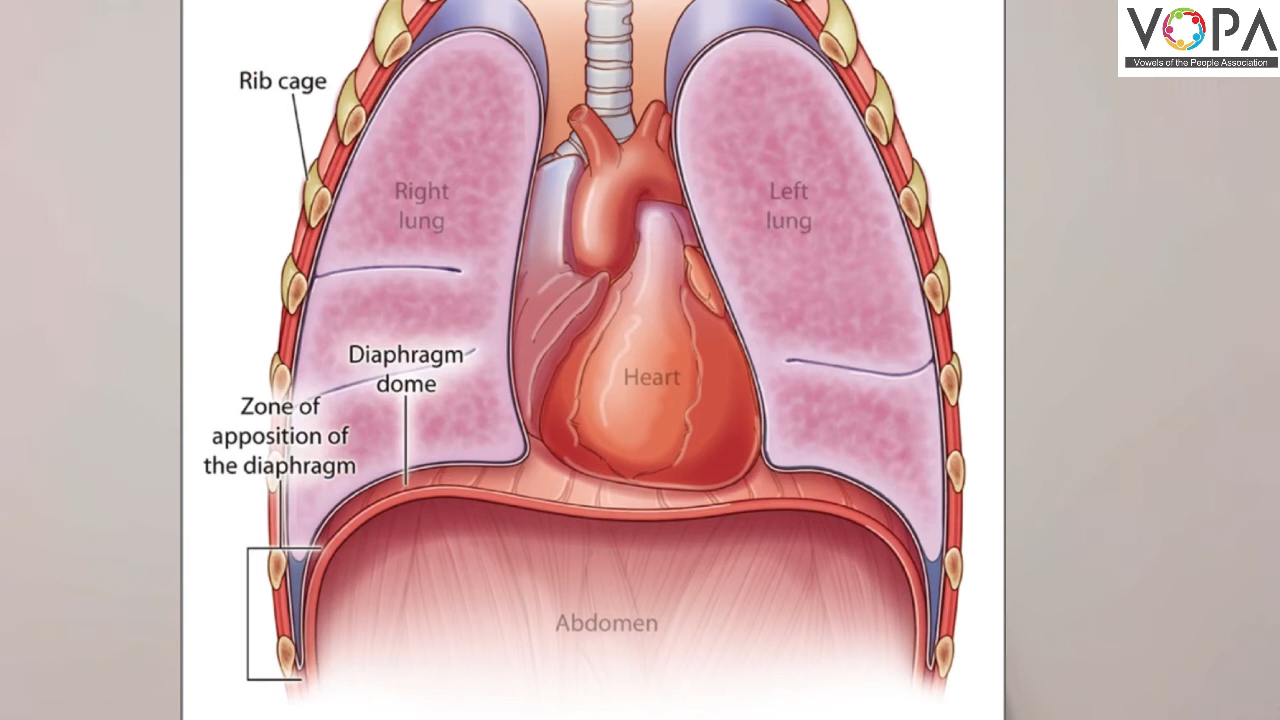 VOPA
Vowels of the People Association
Rib cage
Right
lung
Left
lung
Diaphragm
dome
Heart
Zone of
apposition of
the diaphragm
Abdomen